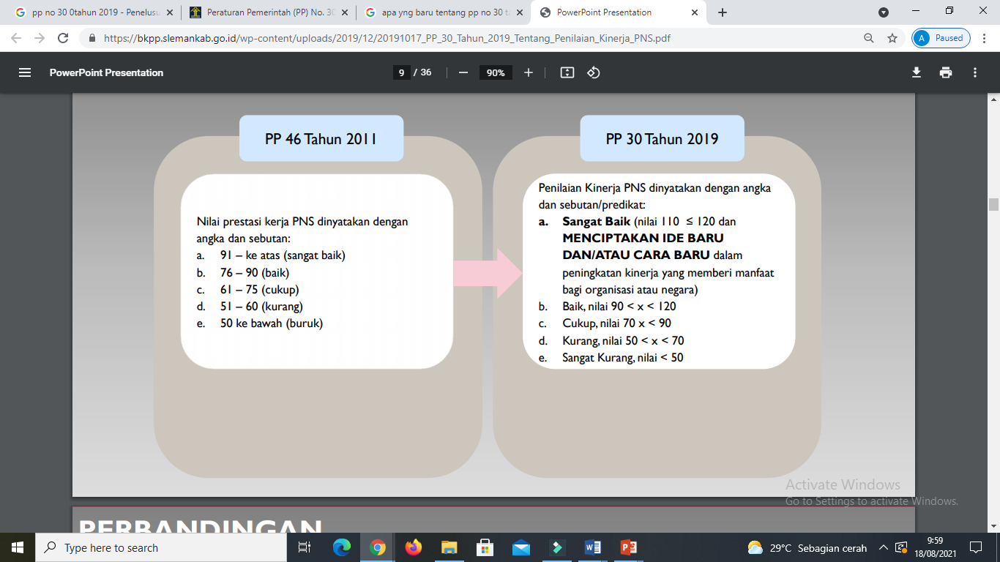 pp no 30 0tahun 2019 - Penelusu
Peraturan Pemerintah (PP) No. 30
apa yng baru tentang pp no 30 t
PowerPoint Presentation
https://bkpp.slemankab.go.id/wp-content/uploads/2019/12/20191017_PP_30_Tahun_2019_Tentang_Penilaian_Kinerja_PNS.pdf
A Paused
PowerPoint Presentation
9 / 36
90%
PP 46 Tahun 2011
Nilai prestasi kerja PNS dinyatakan dengan
angka dan sebutan:
a. 91 – ke atas (sangat baik)
b. 76 – 90 (baik)
c. 61 – 75 (cukup)
d. 51 – 60 (kurang)
e. 50 ke bawah (buruk)
PP 30 Tahun 2019
Penilaian Kinerja PNS dinyatakan dengan angka
dan sebutan/predikat:
a. Sangat Baik (nilai 110 ≤ 120 dan
MENCIPTAKAN IDE BARU
DAN/ATAU CARA BARU dalam
peningkatan kinerja yang memberi manfaat
bagi organisasi atau negara)
b. Baik, nilai 90 < x < 120
c. Cukup, nilai 70 x < 90
d. Kurang, nilai 50 < x < 70
e. Sangat Kurang, nilai < 50
Activate Windows
Go to Settings to activate Windows.
PERBANDINGAN
Type here to search
29°C Sebagian cerah
9:59
18/08/2021